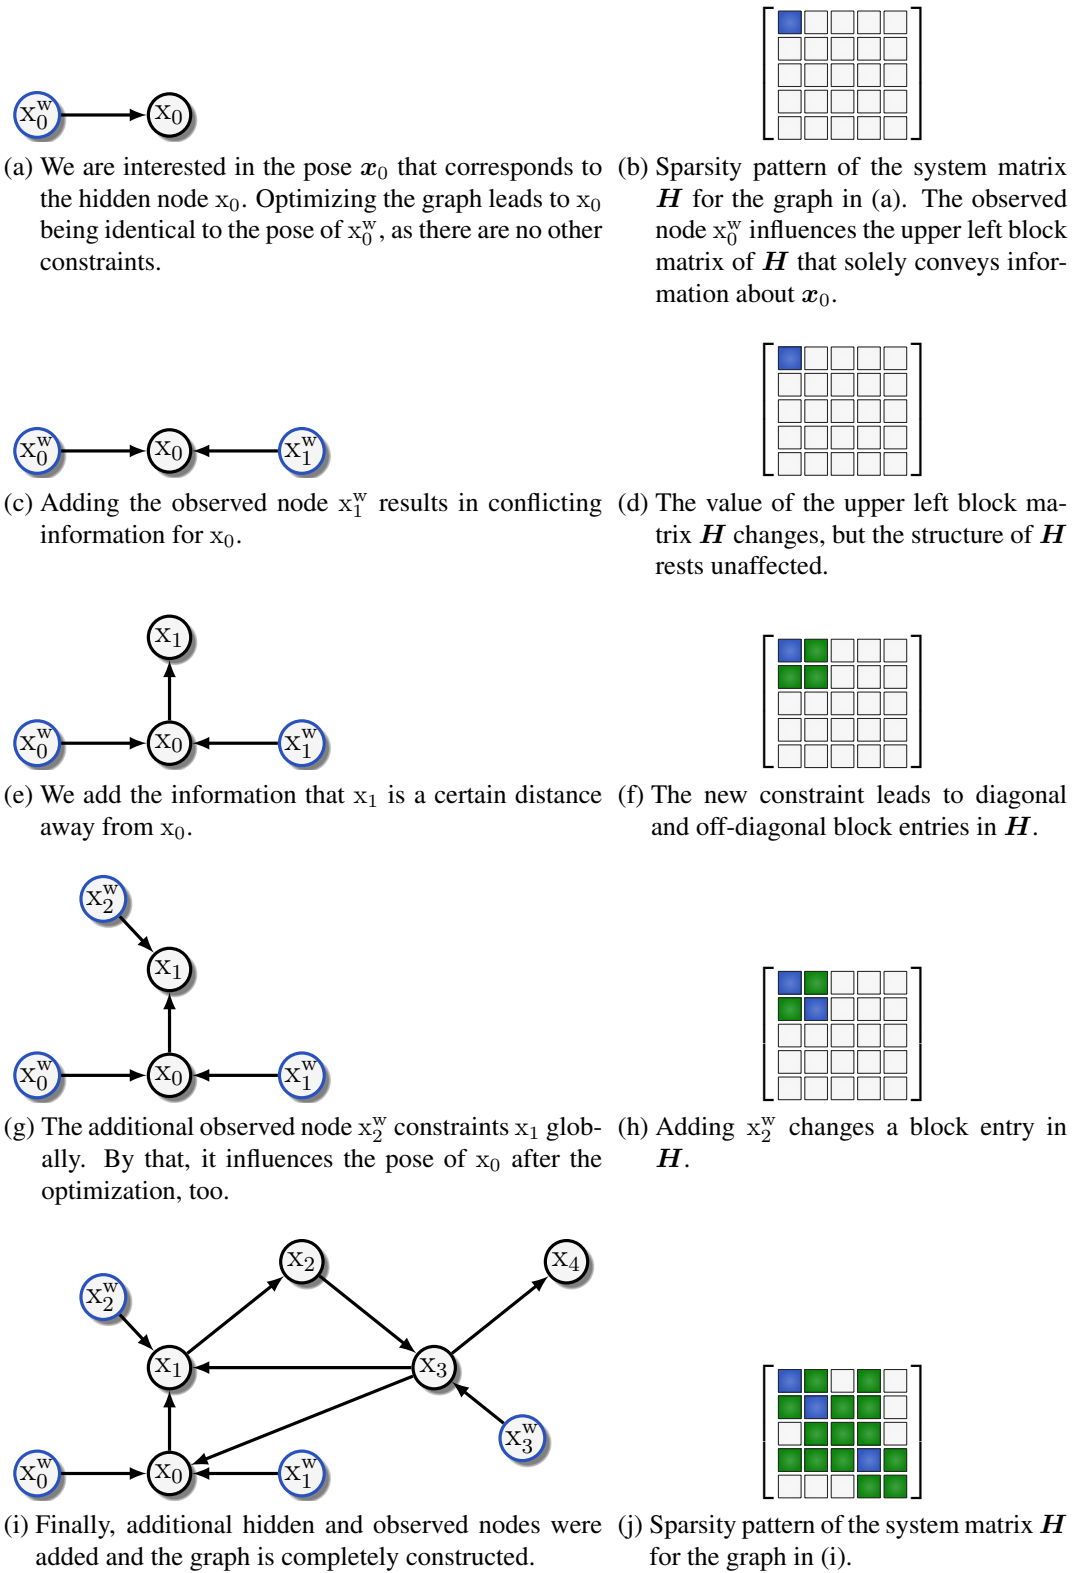 x₀ʷ x₀
(a) We are interested in the pose x₀ that corresponds to
the hidden node x₀. Optimizing the graph leads to x₀
being identical to the pose of x₀ʷ, as there are no other
constraints.
(b) Sparsity pattern of the system matrix
H for the graph in (a). The observed
node x₀ʷ influences the upper left block
matrix of H that solely conveys infor-
mation about x₀.
x₀ʷ x₀ x₁ʷ
(c) Adding the observed node x₁ʷ results in conflicting
information for x₀.
(d) The value of the upper left block ma-
trix H changes, but the structure of H
rests unaffected.
x₁
x₀ʷ x₀ x₁ʷ
(e) We add the information that x₁ is a certain distance
away from x₀.
(f) The new constraint leads to diagonal
and off-diagonal block entries in H.
x₂ʷ
x₁
x₀ʷ x₀ x₁ʷ
(g) The additional observed node x₂ʷ constraints x₁ glob-
ally. By that, it influences the pose of x₀ after the
optimization, too.
(h) Adding x₂ʷ changes a block entry in
H.
x₂ x₄
x₂ʷ
x₁ x₃
x₃ʷ
x₀ʷ x₀ x₁ʷ
(i) Finally, additional hidden and observed nodes were
added and the graph is completely constructed.
(j) Sparsity pattern of the system matrix H
for the graph in (i).